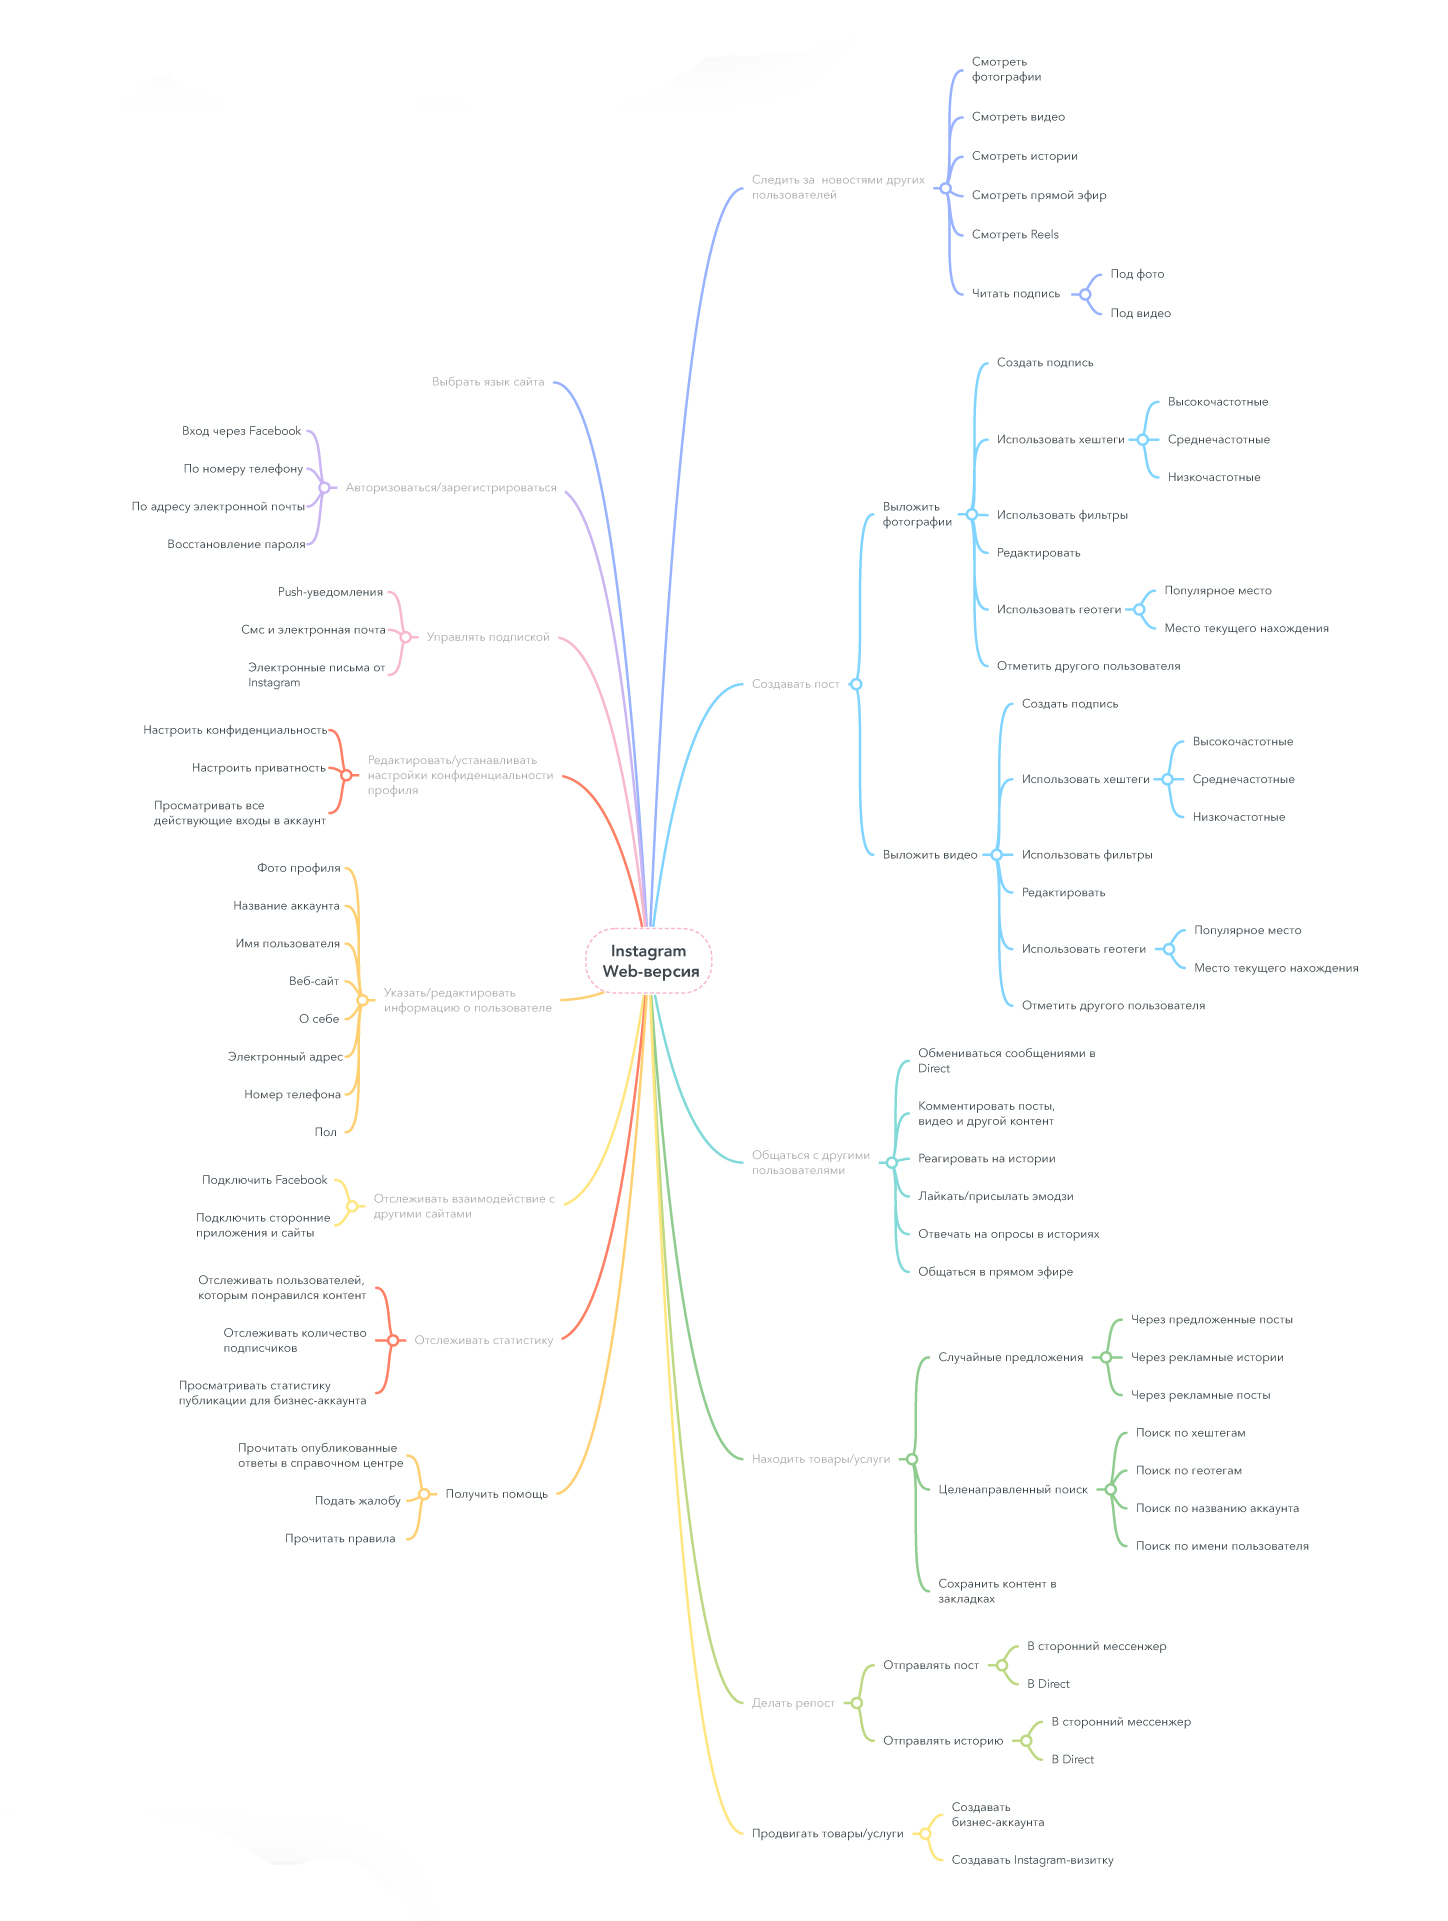 Instagram
Web-версия
Следить за  новостями других
пользователей
Смотреть
фотографии
Смотреть видео
Смотреть истории
Смотреть прямой эфир
Смотреть Reels
Читать подпись
Под фото
Под видео
Создавать пост
Выложить
фотографии
Создать подпись
Использовать хештеги
Высокочастотные
Среднечастотные
Низкочастотные
Использовать фильтры
Редактировать
Использовать геотеги
Популярное место
Место текущего нахождения
Отметить другого пользователя
Выложить видео
Создать подпись
Использовать хештеги
Высокочастотные
Среднечастотные
Низкочастотные
Использовать фильтры
Редактировать
Использовать геотеги
Популярное место
Место текущего нахождения
Отметить другого пользователя
Общаться с другими
пользователями
Обмениваться сообщениями в
Direct
Комментировать посты,
видео и другой контент
Реагировать на истории
Лайкать/присылать эмодзи
Отвечать на опросы в историях
Общаться в прямом эфире
Находить товары/услуги
Случайные предложения
Через предложенные посты
Через рекламные истории
Через рекламные посты
Целенаправленный поиск
Поиск по хештегам
Поиск по геотегам
Поиск по названию аккаунта
Поиск по имени пользователя
Сохранить контент в
закладках
Делать репост
Отправлять пост
В сторонний мессенжер
В Direct
Отправлять историю
В сторонний мессенжер
В Direct
Продвигать товары/услуги
Создавать
бизнес-аккаунта
Создавать Instagram-визитку
Выбрать язык сайта
Авторизоваться/зарегистрироваться
Вход через Facebook
По номеру телефону
По адресу электронной почты
Восстановление пароля
Управлять подпиской
Push-уведомления
Смс и электронная почта
Электронные письма от
Instagram
Редактировать/устанавливать
настройки конфиденциальности
профиля
Настроить конфиденциальность
Настроить приватность
Просматривать все
действующие входы в аккаунт
Указать/редактировать
информацию о пользователе
Фото профиля
Название аккаунта
Имя пользователя
Веб-сайт
О себе
Электронный адрес
Номер телефона
Пол
Отслеживать взаимодействие с
другими сайтами
Подключить Facebook
Подключить сторонние
приложения и сайты
Отслеживать статистику
Отслеживать пользователей,
которым понравился контент
Отслеживать количество
подписчиков
Просматривать статистику
публикации для бизнес-аккаунта
Получить помощь
Прочитать опубликованные
ответы в справочном центре
Подать жалобу
Прочитать правила